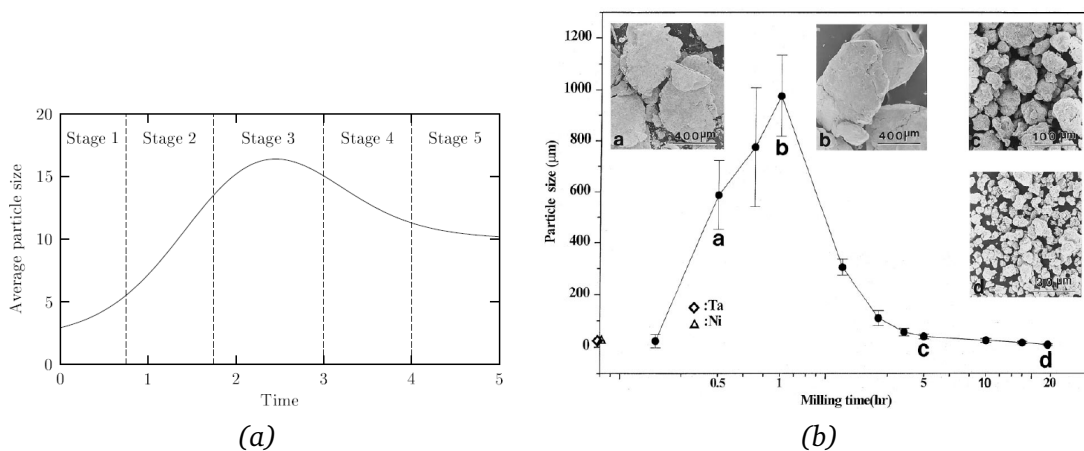 20
15
10
5
0
Average particle size
Stage 1
Stage 2
Stage 3
Stage 4
Stage 5
0
1
2
3
4
5
Time
(a)
1200
1000
800
600
400
200
0
Particle size (μm)
a
400μm
b
400μm
c
100μm
d
a
b
c
d
:Ta
:Ni
0.5
1
5
10
20
Milling time(hr)
(b)